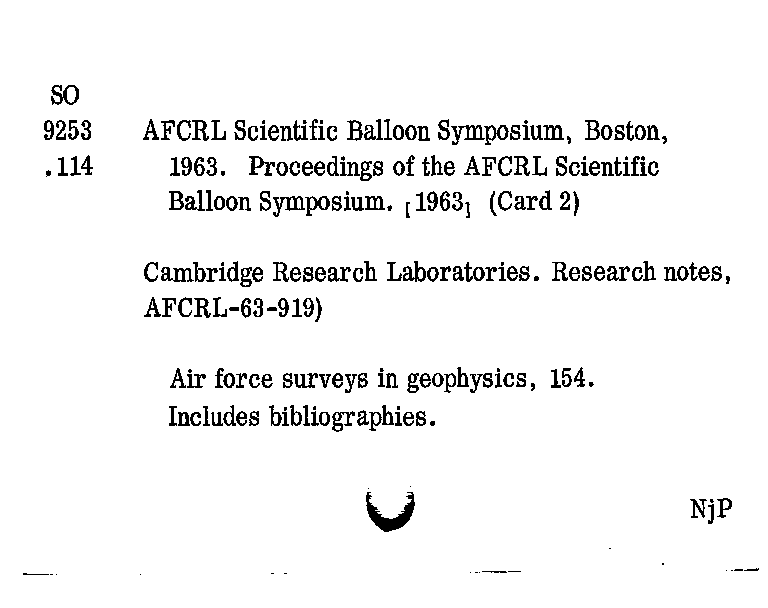 SO
9253 AFCRL Scientific Balloon Symposium, Boston,
.114 1963. Proceedings of the AFCRL Scientific
Balloon Symposium. [1963] (Card 2)
Cambridge Research Laboratories. Research notes,
AFCRL-63-919)
Air force surveys in geophysics, 154.
Includes bibliographies.
NjP